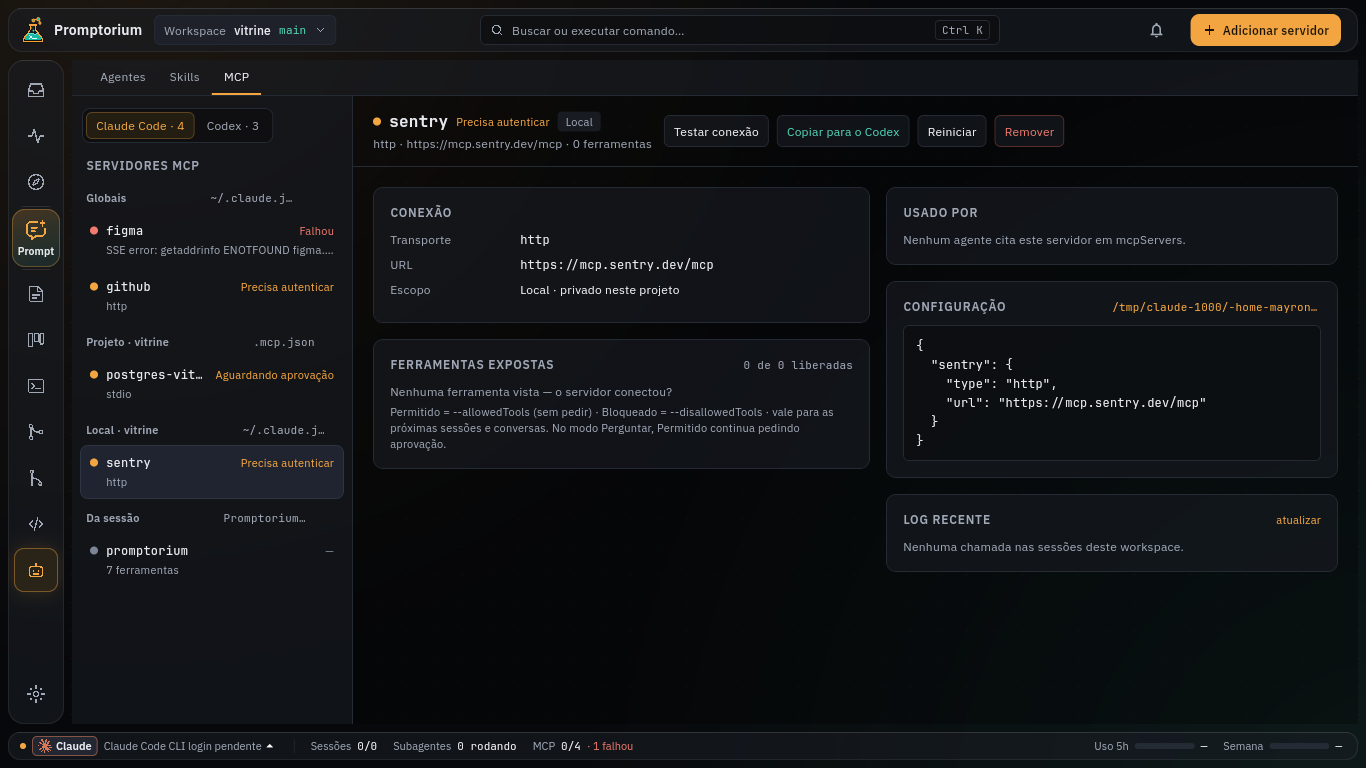 Promptorium
Workspace vitrine main
Buscar ou executar comando...
Ctrl K
+ Adicionar servidor
Agentes
Skills
MCP
Prompt
Claude Code · 4
Codex · 3
SERVIDORES MCP
Globais
~/.claude.j…
figma
Falhou
SSE error: getaddrinfo ENOTFOUND figma....
github
Precisa autenticar
http
Projeto · vitrine
.mcp.json
postgres-vit…
Aguardando aprovação
stdio
Local · vitrine
~/.claude.j…
sentry
Precisa autenticar
http
Da sessão
Promptorium…
promptorium
—
7 ferramentas
sentry Precisa autenticar Local
http · https://mcp.sentry.dev/mcp · 0 ferramentas
Testar conexão
Copiar para o Codex
Reiniciar
Remover
CONEXÃO
Transporte http
URL https://mcp.sentry.dev/mcp
Escopo Local · privado neste projeto
FERRAMENTAS EXPOSTAS
0 de 0 liberadas
Nenhuma ferramenta vista — o servidor conectou?
Permitido = --allowedTools (sem pedir) · Bloqueado = --disallowedTools · vale para as
próximas sessões e conversas. No modo Perguntar, Permitido continua pedindo
aprovação.
USADO POR
Nenhum agente cita este servidor em mcpServers.
CONFIGURAÇÃO
/tmp/claude-1000/-home-mayron…
{
"sentry": {
"type": "http",
"url": "https://mcp.sentry.dev/mcp"
}
}
LOG RECENTE
atualizar
Nenhuma chamada nas sessões deste workspace.
Claude
Claude Code CLI login pendente
Sessões 0/0
Subagentes 0 rodando
MCP 0/4 · 1 falhou
Uso 5h —
Semana —